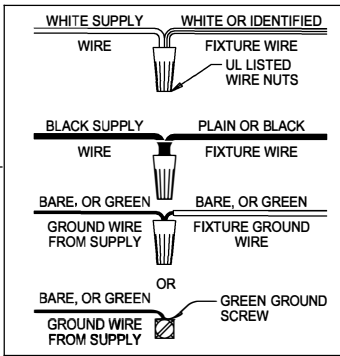 WHITE SUPPLY WHITE OR IDENTIFIED
WIRE FIXTURE WIRE
UL LISTED
WIRE NUTS
BLACK SUPPLY PLAIN OR BLACK
WIRE FIXTURE WIRE
BARE, OR GREEN BARE, OR GREEN
GROUND WIRE FIXTURE GROUND
FROM SUPPLY WIRE
OR
BARE, OR GREEN GREEN GROUND
GROUND WIRE SCREW
FROM SUPPLY